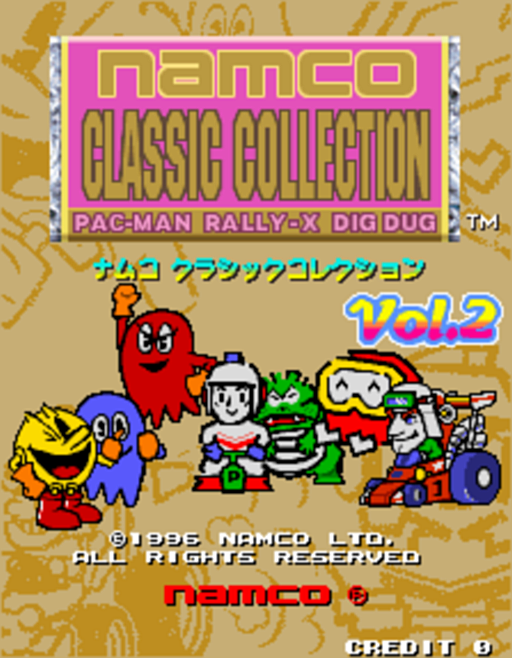 namco
CLASSIC COLLECTION
PAC-MAN RALLY-X DIG DUG TM
ナムコ クラシックコレクション
Vol.2
P
1
©1996 NAMCO LTD.
ALL RIGHTS RESERVED
namco
CREDIT 0